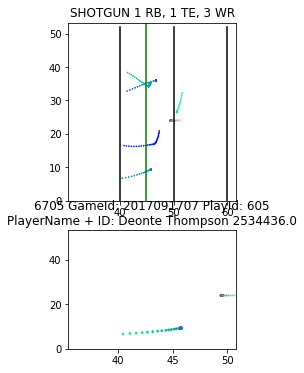 SHOTGUN 1 RB, 1 TE, 3 WR
50
40
30
20
10
0
40 50 60
6705 GameId: 2017091707 PlayId: 605
PlayerName + ID: Deonte Thompson 2534436.0
40
20
0
40 45 50